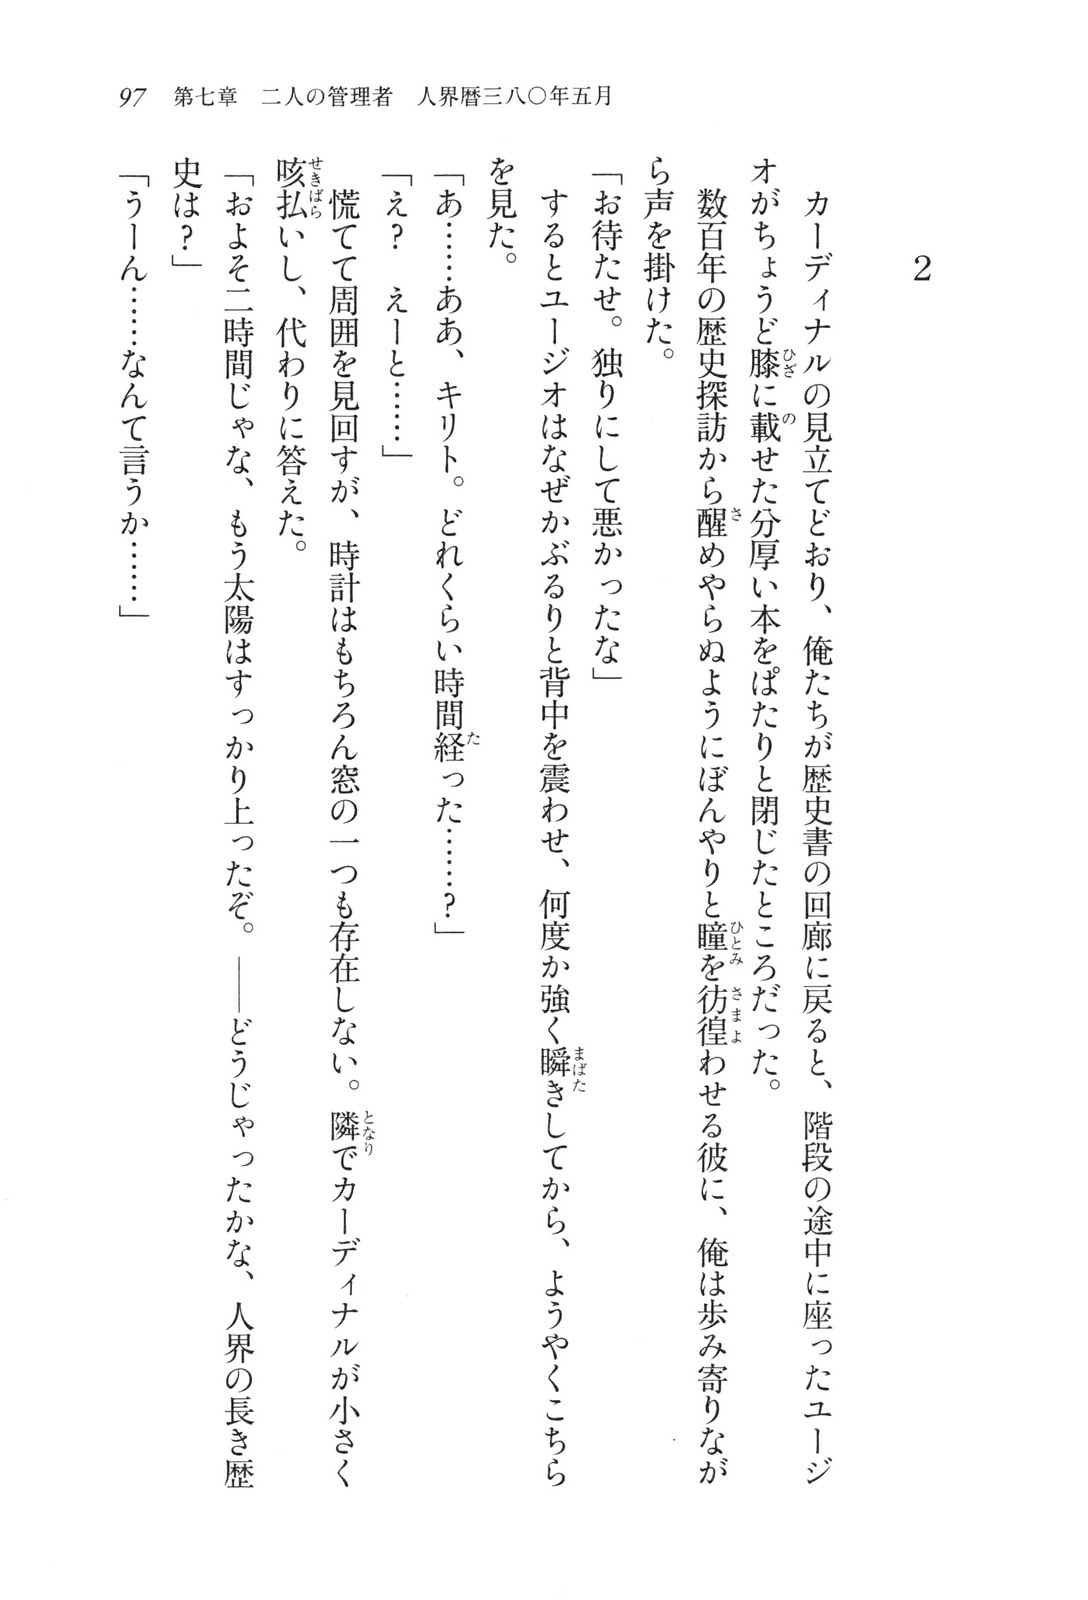 97 第七章 二人の管理者 人界暦三八〇年五月
2
カーディナルの見立てどおり、俺たちが歴史書の回廊に戻ると、階段の途中に座ったユージ
オがちょうど膝に載せた分厚い本をぱたりと閉じたところだった。
数百年の歴史探訪から醒めやらぬようにぼんやりと瞳を彷徨わせる彼に、俺は歩み寄りなが
ら声を掛けた。
「お待たせ。独りにして悪かったな」
するとユージオはなぜかぶるりと背中を震わせ、何度か強く瞬きしてから、ようやくこちら
を見た。
「あ……ああ、キリト。どれくらい時間経った……？」
「え？　えーと……」
慌てて周囲を見回すが、時計はもちろん窓の一つも存在しない。隣でカーディナルが小さく
咳払いし、代わりに答えた。
「およそ二時間じゃな、もう太陽はすっかり上ったぞ。――どうじゃったかな、人界の長き歴
史は？」
「うーん……なんて言うか……」